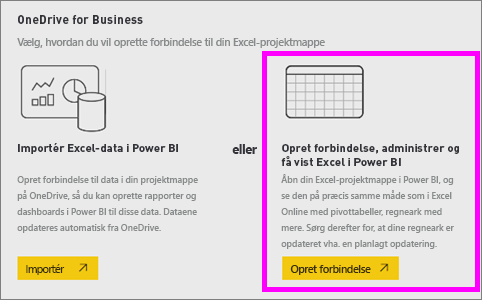 OneDrive for Business
Vælg, hvordan du vil oprette forbindelse til din Excel-projektmappe
Importér Excel-data i Power BI
Opret forbindelse til data i din projektmappe
på OneDrive, så du kan oprette rapporter og
dashboards i Power BI til disse data. Dataene
opdateres automatisk fra OneDrive.
Importér
eller
Opret forbindelse, administrer og
få vist Excel i Power BI
Åbn din Excel-projektmappe i Power BI, og
se den på præcis samme måde som i Excel
Online med pivottabeller, regneark med
mere. Sørg derefter for, at dine regneark er
opdateret vha. en planlagt opdatering.
Opret forbindelse